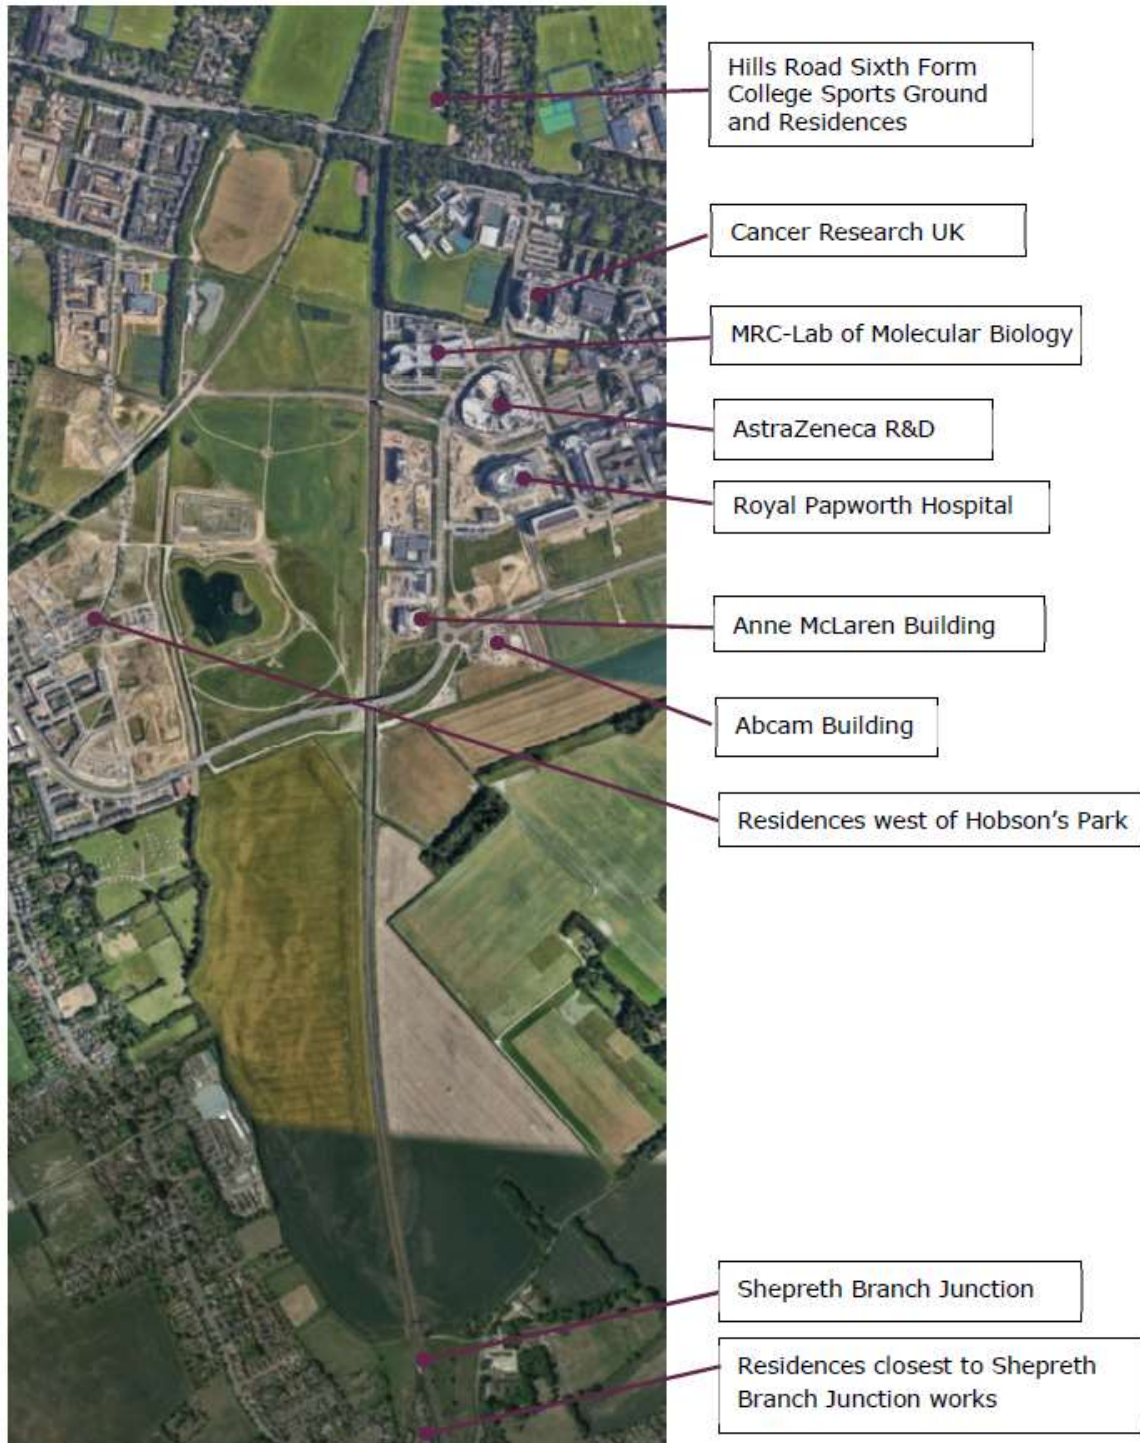 Hills Road Sixth Form
College Sports Ground
and Residences
Cancer Research UK
MRC-Lab of Molecular Biology
AstraZeneca R&D
Royal Papworth Hospital
Anne McLaren Building
Abcam Building
Residences west of Hobson's Park
Shepreth Branch Junction
Residences closest to Shepreth
Branch Junction works